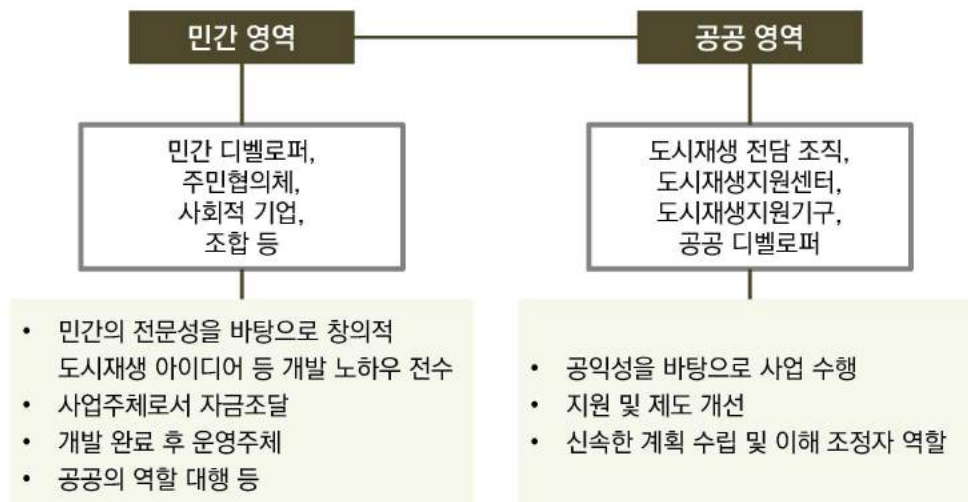 민간 영역
공공 영역
민간 디벨로퍼,
주민협의체,
사회적 기업,
조합 등
도시재생 전담 조직,
도시재생지원센터,
도시재생지원기구,
공공 디벨로퍼
• 민간의 전문성을 바탕으로 창의적
도시재생 아이디어 등 개발 노하우 전수
• 사업주체로서 자금조달
• 개발 완료 후 운영주체
• 공공의 역할 대행 등
• 공익성을 바탕으로 사업 수행
• 지원 및 제도 개선
• 신속한 계획 수립 및 이해 조정자 역할